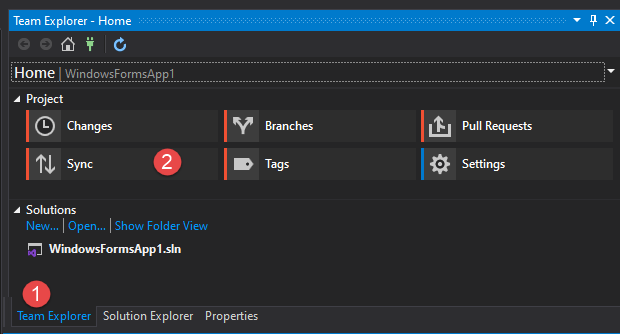 Team Explorer - Home
Home | WindowsFormsApp1
Project
Changes Branches Pull Requests
Sync 2 Tags Settings
Solutions
New... | Open... | Show Folder View
WindowsFormsApp1.sln
1
Team Explorer Solution Explorer Properties